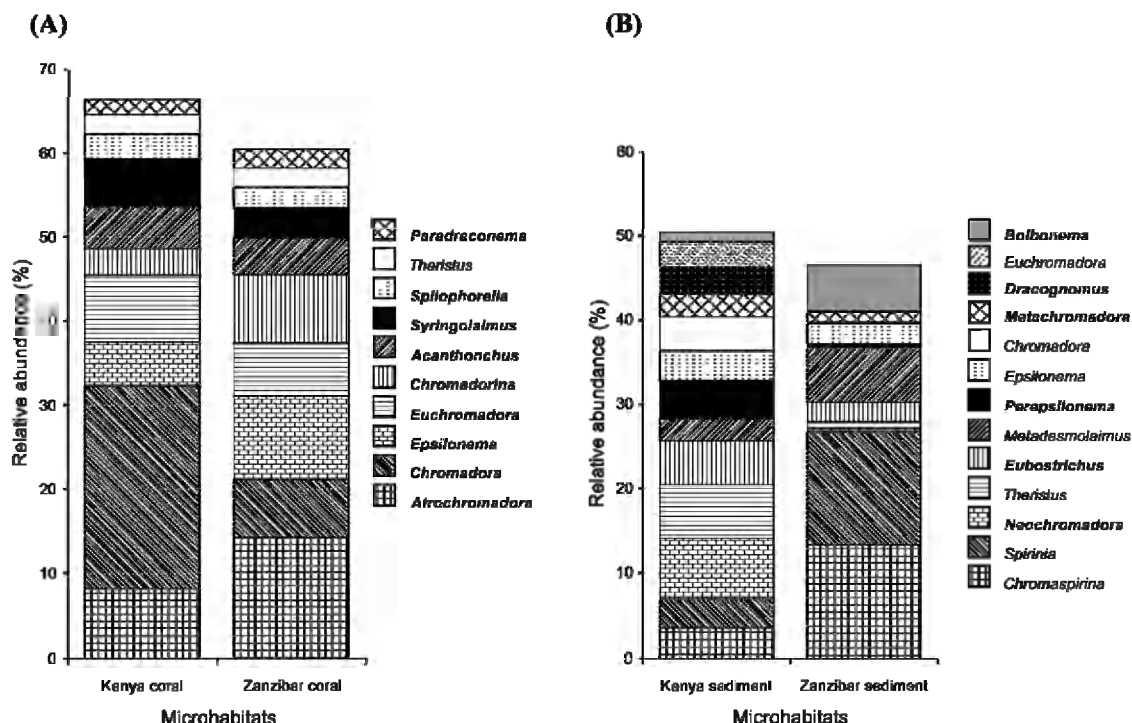 (A)
70
60
50
0
30
20
10
0
Relative abundance (%)
Kenya coral
Zanzibar coral
Microhabitats
Paradraconema
Theristus
Spilophorella
Syringolaimus
Acanthonchus
Chromadorina
Euchromadora
Epsilonema
Chromadora
Atrochromadora
(B)
60
50
40
30
20
10
0
Relative abundance (%)
Kenya sediment
Zanzibar sediment
Microhabitats
Bolbonema
Euchromadora
Dracognomus
Metachromadora
Chromadora
Epsilonema
Perepsilonema
Metadesmolaimus
Eubostrichus
Theristus
Neochromadora
Spirinia
Chromaspirina